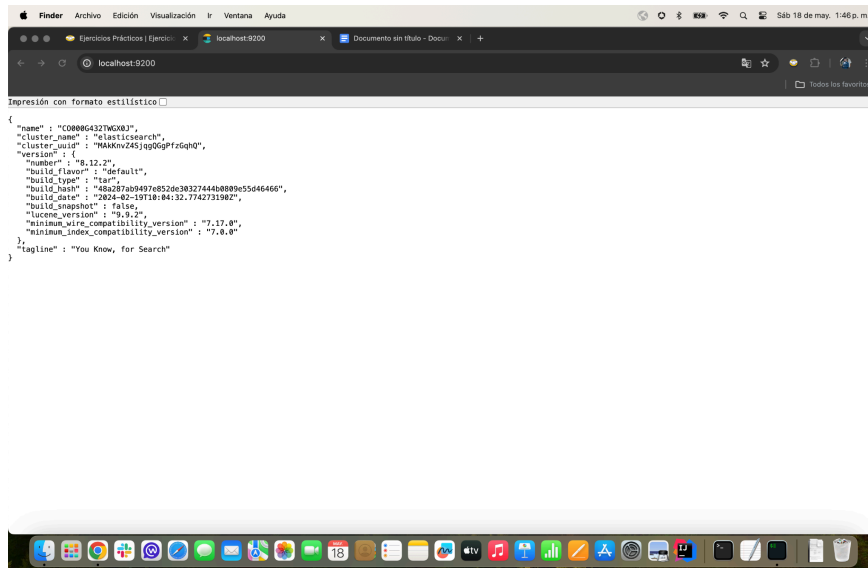 Finder Archivo Edición Visualización Ir Ventana Ayuda Sáb 18 de may. 1:46 p. m.
Ejercicios Prácticos | Ejercici localhost:9200 Documento sin título - Docum
localhost:9200
Todos los favoritos
Impresión con formato estilístico
{
"name" : "CO000G432TWGX0J",
"cluster_name" : "elasticsearch",
"cluster_uuid" : "MAkKnvZ4SjqgQGgPfzGqhQ",
"version" : {
"number" : "8.12.2",
"build_flavor" : "default",
"build_type" : "tar",
"build_hash" : "48a287ab9497e852de30327444b0809e55d46466",
"build_date" : "2024-02-19T10:04:32.774273190Z",
"build_snapshot" : false,
"lucene_version" : "9.9.2",
"minimum_wire_compatibility_version" : "7.17.0",
"minimum_index_compatibility_version" : "7.0.0"
},
"tagline" : "You Know, for Search"
}
MAY
18
tv